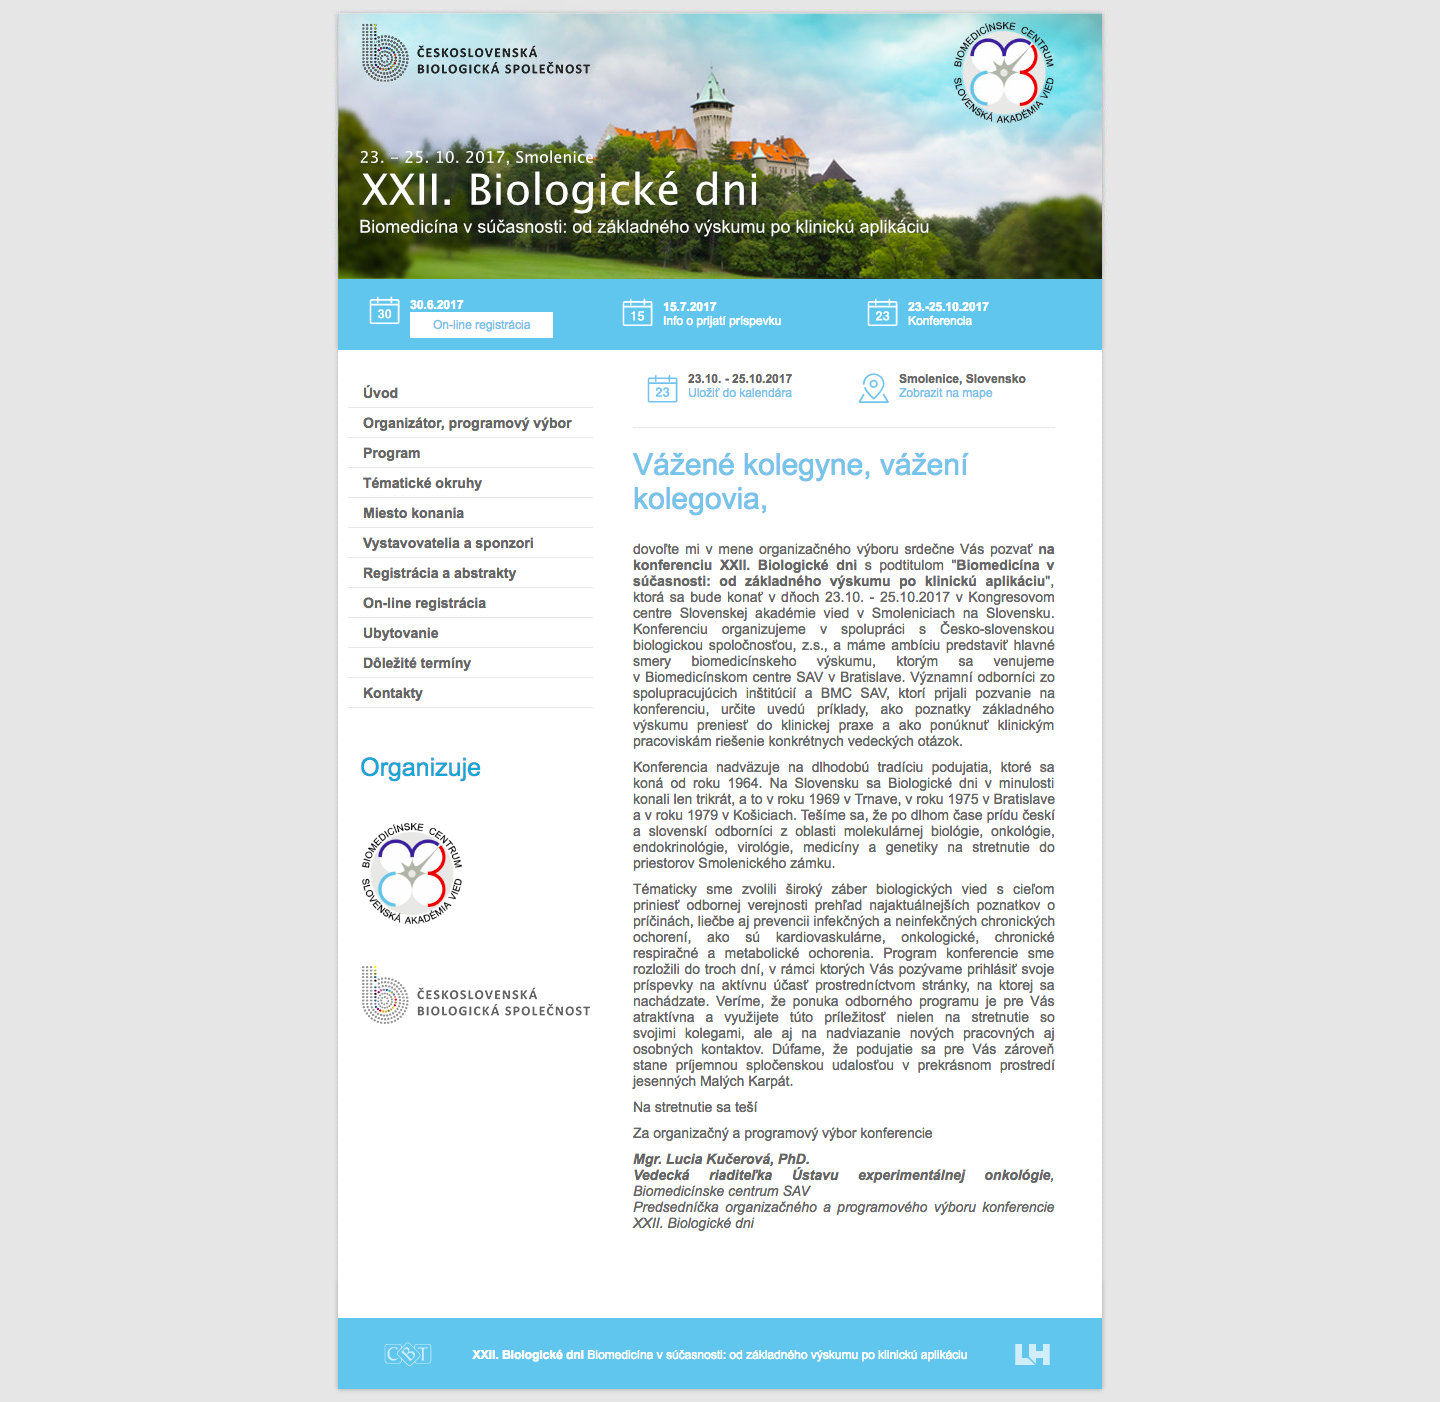 ČESKOSLOVENSKÁ
BIOLOGICKÁ SPOLEČNOST
BIOMEDICÍNSKE CENTRUM
SLOVENSKÁ AKADÉMIA VIED
23. – 25. 10. 2017, Smolenice
XXII. Biologické dni
Biomedicína v súčasnosti: od základného výskumu po klinickú aplikáciu
30
30.6.2017
On-line registrácia
15
15.7.2017
Info o prijatí príspevku
23
23.-25.10.2017
Konferencia
Úvod
Organizátor, programový výbor
Program
Tématické okruhy
Miesto konania
Vystavovatelia a sponzori
Registrácia a abstrakty
On-line registrácia
Ubytovanie
Dôležité termíny
Kontakty
Organizuje
BIOMEDICÍNSKE CENTRUM
SLOVENSKÁ AKADÉMIA VIED
ČESKOSLOVENSKÁ
BIOLOGICKÁ SPOLEČNOST
23
23.10. - 25.10.2017
Uložiť do kalendára
Smolenice, Slovensko
Zobrazit na mape
Vážené kolegyne, vážení
kolegovia,
dovoľte mi v mene organizačného výboru srdečne Vás pozvať na
konferenciu XXII. Biologické dni s podtitulom "Biomedicína v
súčasnosti: od základného výskumu po klinickú aplikáciu",
ktorá sa bude konať v dňoch 23.10. - 25.10.2017 v Kongresovom
centre Slovenskej akadémie vied v Smoleniciach na Slovensku.
Konferenciu organizujeme v spolupráci s Česko-slovenskou
biologickou spoločnosťou, z.s., a máme ambíciu predstaviť hlavné
smery biomedicínskeho výskumu, ktorým sa venujeme
v Biomedicínskom centre SAV v Bratislave. Významní odborníci zo
spolupracujúcich inštitúcií a BMC SAV, ktorí prijali pozvanie na
konferenciu, určite uvedú príklady, ako poznatky základného
výskumu preniesť do klinickej praxe a ako ponúknuť klinickým
pracoviskám riešenie konkrétnych vedeckých otázok.
Konferencia nadväzuje na dlhodobú tradíciu podujatia, ktoré sa
koná od roku 1964. Na Slovensku sa Biologické dni v minulosti
konali len trikrát, a to v roku 1969 v Trnave, v roku 1975 v Bratislave
a v roku 1979 v Košiciach. Tešíme sa, že po dlhom čase prídu českí
a slovenskí odborníci z oblasti molekulárnej biológie, onkológie,
endokrinológie, virológie, medicíny a genetiky na stretnutie do
priestorov Smolenického zámku.
Tématicky sme zvolili široký záber biologických vied s cieľom
priniesť odbornej verejnosti prehľad najaktuálnejších poznatkov o
príčinách, liečbe aj prevencii infekčných a neinfekčných chronických
ochorení, ako sú kardiovaskulárne, onkologické, chronické
respiračné a metabolické ochorenia. Program konferencie sme
rozložili do troch dní, v rámci ktorých Vás pozývame prihlásiť svoje
príspevky na aktívnu účasť prostredníctvom stránky, na ktorej sa
nachádzate. Veríme, že ponuka odborného programu je pre Vás
atraktívna a využijete túto príležitosť nielen na stretnutie so
svojimi kolegami, ale aj na nadviazanie nových pracovných aj
osobných kontaktov. Dúfame, že podujatie sa pre Vás zároveň
stane príjemnou spločenskou udalosťou v prekrásnom prostredí
jesenných Malých Karpát.
Na stretnutie sa teší
Za organizačný a programový výbor konferencie
Mgr. Lucia Kučerová, PhD.
Vedecká riaditeľka Ústavu experimentálnej onkológie,
Biomedicínske centrum SAV
Predsedníčka organizačného a programového výboru konferencie
XXII. Biologické dni
CBT
XXII. Biologické dni Biomedicína v súčasnosti: od základného výskumu po klinickú aplikáciu
LH